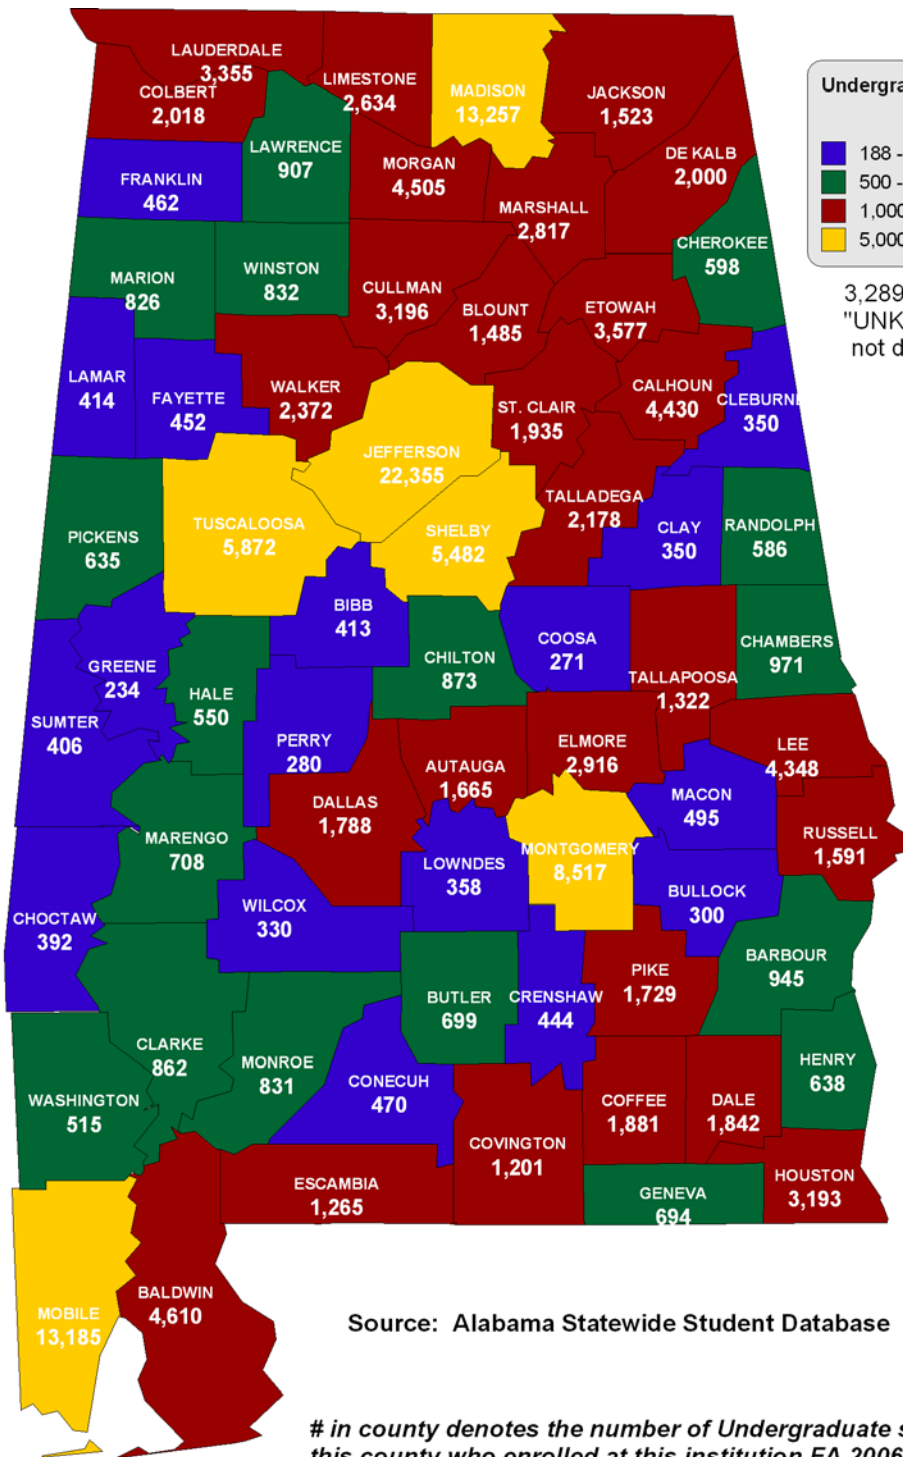 LAUDERDALE
3,355
COLBERT
2,018
LIMESTONE
2,634
MADISON
13,257
JACKSON
1,523
Undergra
188 -
500 -
1,000
5,000
3,289
"UNK
not d
LAWRENCE
907
FRANKLIN
462
MORGAN
4,505
DE KALB
2,000
MARSHALL
2,817
CHEROKEE
598
MARION
826
WINSTON
832
CULLMAN
3,196
BLOUNT
1,485
ETOWAH
3,577
LAMAR
414
FAYETTE
452
WALKER
2,372
ST. CLAIR
1,935
CALHOUN
4,430
CLEBURNE
350
JEFFERSON
22,355
PICKENS
635
TUSCALOOSA
5,872
SHELBY
5,482
TALLADEGA
2,178
CLAY
350
RANDOLPH
586
BIBB
413
CHILTON
873
COOSA
271
TALLAPOOSA
1,322
CHAMBERS
971
GREENE
234
HALE
550
SUMTER
406
PERRY
280
AUTAUGA
1,665
ELMORE
2,916
LEE
4,348
DALLAS
1,788
MACON
495
RUSSELL
1,591
MARENGO
708
LOWNDES
358
MONTGOMERY
8,517
BULLOCK
300
CHOCTAW
392
WILCOX
330
BARBOUR
945
BUTLER
699
CRENSHAW
444
PIKE
1,729
CLARKE
862
MONROE
831
CONECUH
470
HENRY
638
WASHINGTON
515
COFFEE
1,881
DALE
1,842
COVINGTON
1,201
ESCAMBIA
1,265
GENEVA
694
HOUSTON
3,193
MOBILE
13,185
BALDWIN
4,610
Source: Alabama Statewide Student Database
# in county denotes the number of Undergraduate s
this county who enrolled at this institution FA 2006